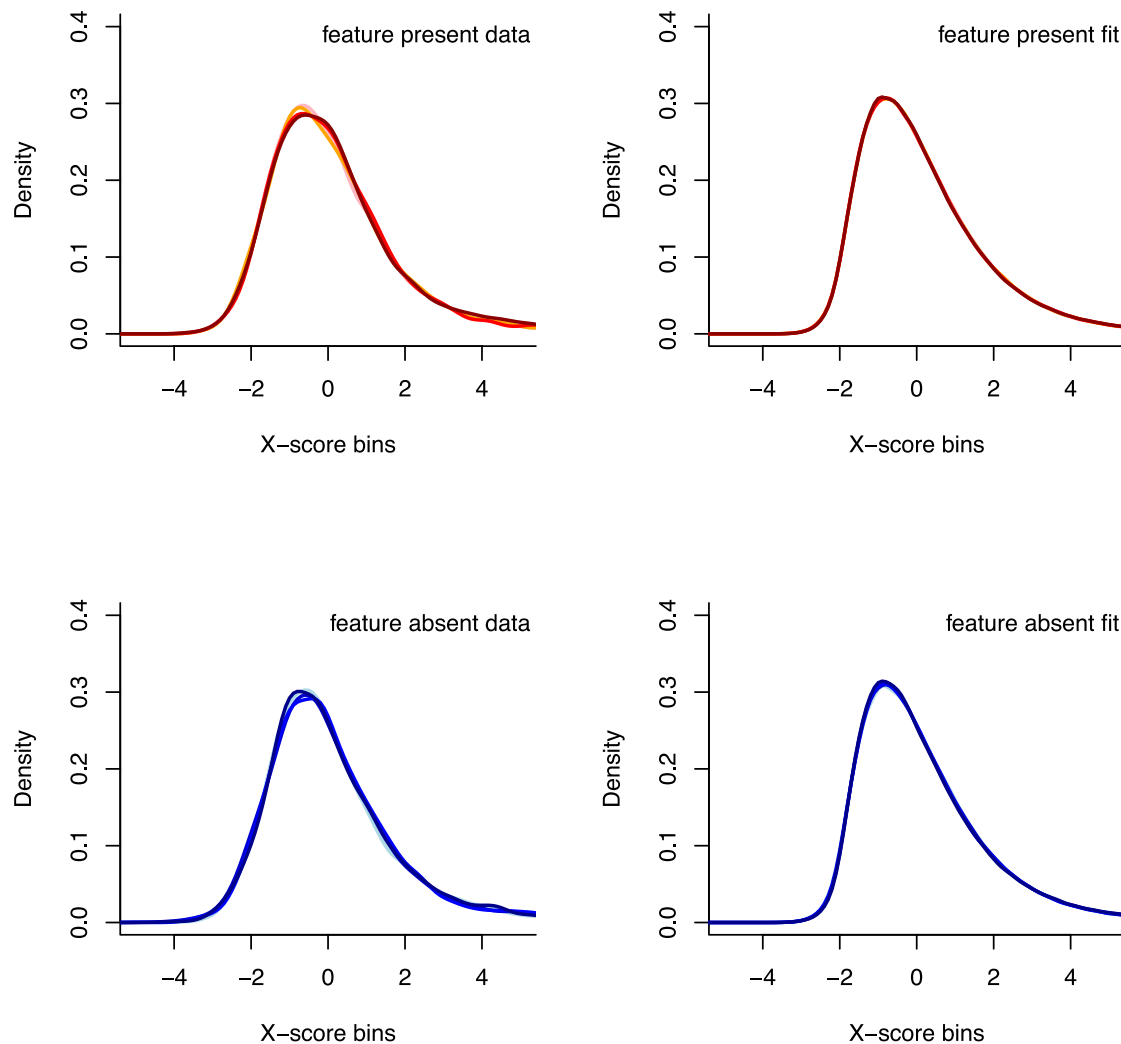 feature present data
0.4
0.3
0.2
0.1
0.0
Density
−4 −2 0 2 4
X−score bins
feature present fit
0.4
0.3
0.2
0.1
0.0
Density
−4 −2 0 2 4
X−score bins
feature absent data
0.4
0.3
0.2
0.1
0.0
Density
−4 −2 0 2 4
X−score bins
feature absent fit
0.4
0.3
0.2
0.1
0.0
Density
−4 −2 0 2 4
X−score bins